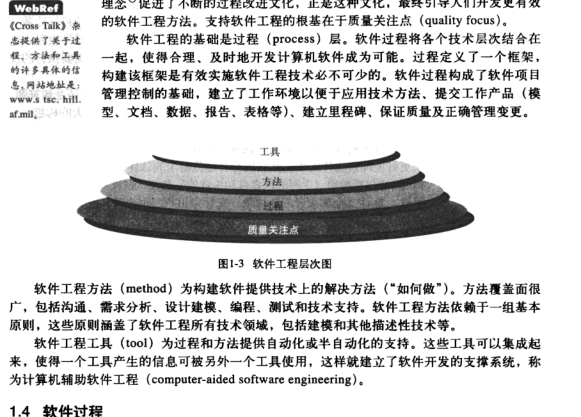 理念 促进了不断的过程改进文化，正是这种文化，最终引导人们开发更有效
的软件工程方法。支持软件工程的根基在于质量关注点（quality focus）。
软件工程的基础是过程（process）层。软件过程将各个技术层次结合在
一起，使得合理、及时地开发计算机软件成为可能。过程定义了一个框架，
构建该框架是有效实施软件工程技术必不可少的。软件过程构成了软件项目
管理控制的基础，建立了工作环境以便于应用技术方法、提交工作产品（模
型、文档、数据、报告、表格等）、建立里程碑、保证质量及正确管理变更。
WebRef
《Cross Talk》杂
志提供了关于过
程、方法和工具
的许多具体的信
息，网站地址是：
www.s tsc. hill.
af.mil。
工具
方法
过程
质量关注点
图1-3 软件工程层次图
软件工程方法（method）为构建软件提供技术上的解决方法（“如何做”）。方法覆盖面很
广，包括沟通、需求分析、设计建模、编程、测试和技术支持。软件工程方法依赖于一组基本
原则，这些原则涵盖了软件工程所有技术领域，包括建模和其他描述性技术等。
软件工程工具（tool）为过程和方法提供自动化或半自动化的支持。这些工具可以集成起
来，使得一个工具产生的信息可被另外一个工具使用，这样就建立了软件开发的支撑系统，称
为计算机辅助软件工程（computer-aided software engineering）。
1.4 软件过程